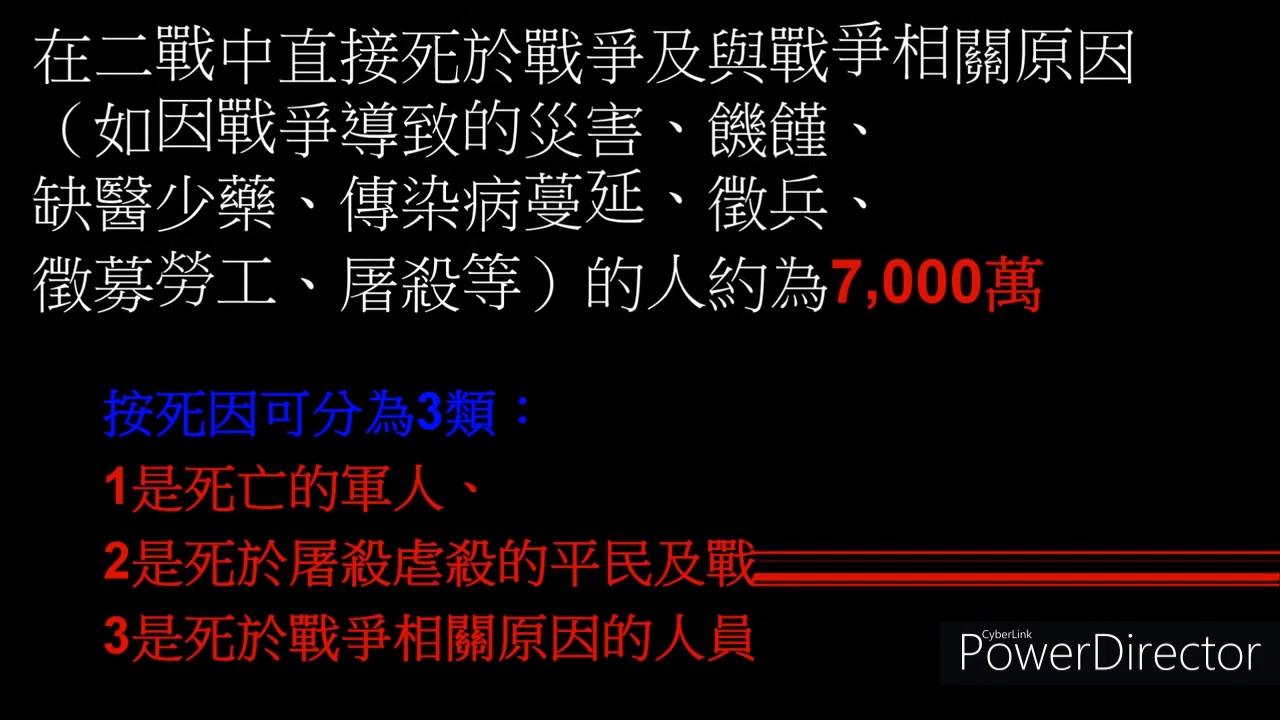 在二戰中直接死於戰爭及與戰爭相關原因
（如因戰爭導致的災害、饑饉、
缺醫少藥、傳染病蔓延、徵兵、
徵募勞工、屠殺等）的人約為7,000萬
按死因可分為3類：
1是死亡的軍人、
2是死於屠殺虐殺的平民及戰
3是死於戰爭相關原因的人員
CyberLink
PowerDirector